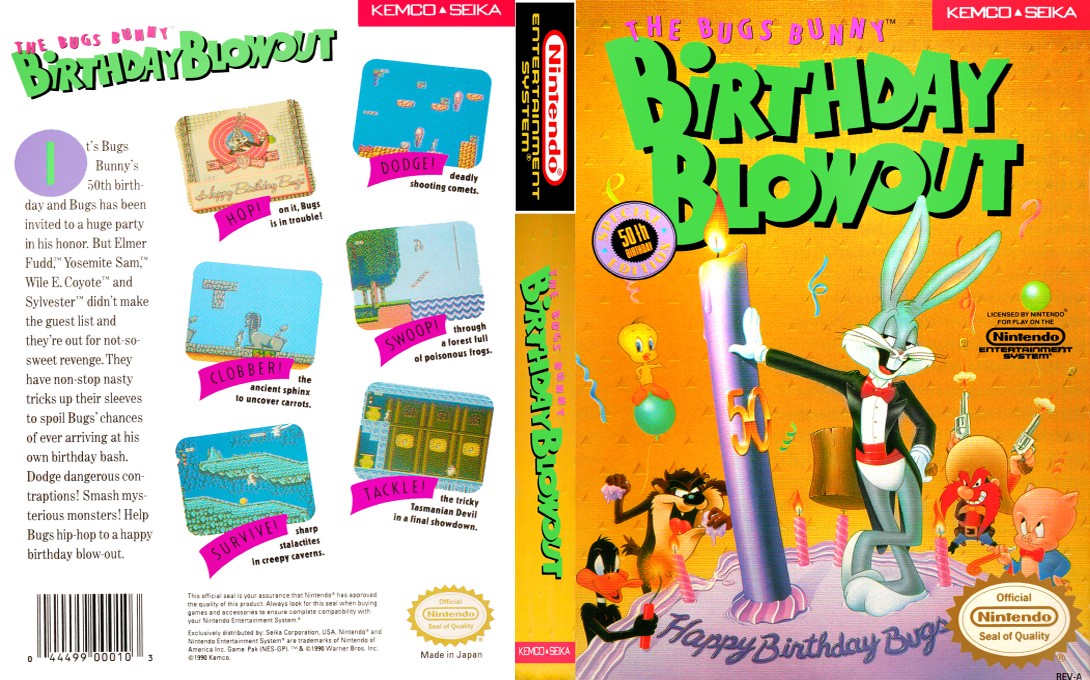 KEMCO▲SEIKA
THE BUGS BUNNY
BiRTHDAY BLOWOUT
It's Bugs
Bunny's
50th birth-
day and Bugs has been
invited to a huge party
in his honor. But Elmer
Fudd,™ Yosemite Sam,™
Wile E. Coyote™ and
Sylvester™ didn't make
the guest list and
they're out for not-so-
sweet revenge. They
have non-stop nasty
tricks up their sleeves
to spoil Bugs' chances
of ever arriving at his
own birthday bash.
Dodge dangerous con-
traptions! Smash mys-
terious monsters! Help
Bugs hip-hop to a happy
birthday blow-out.
Happy Birthday Bugs
HOP! on it, Bugs
is in trouble!
DODGE! deadly
shooting comets.
CLOBBER! the
ancient sphinx
to uncover carrots.
SWOOP! through
a forest full
of poisonous frogs.
SURVIVE! sharp
stalactites
in creepy caverns.
TACKLE! the tricky
Tasmanian Devil
in a final showdown.
0 44499 00010 3
This official seal is your assurance that Nintendo® has approved
the quality of this product. Always look for this seal when buying
games and accessories to ensure complete compatibility with
your Nintendo Entertainment System.®
Exclusively distributed by: Seika Corporation, USA. Nintendo® and
Nintendo Entertainment System® are trademarks of Nintendo of
America Inc. Game Pak (NES-GP). ™ & ©1990 Warner Bros. Inc.
©1990 Kemco.
Official
Nintendo
Seal of Quality
Made in Japan
Nintendo®
ENTERTAINMENT
SYSTEM®
THE BUGS BUNNY
BiRTHDAY BLOWOUT
KEMCO▲SEIKA
KEMCO▲SEIKA
THE BUGS BUNNY™
BiRTHDAY
BLOWOUT
SPECIAL
50th
BIRTHDAY
EDITION
LICENSED BY NINTENDO®
FOR PLAY ON THE
Nintendo
ENTERTAINMENT
SYSTEM®
50
Happy Birthday Bugs
Official
Nintendo
Seal of Quality
REV-A